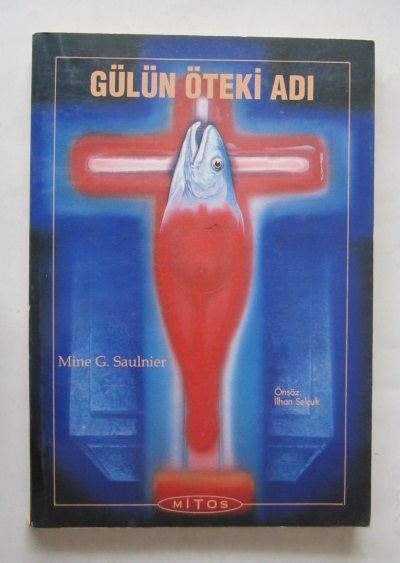 GÜLÜN ÖTEKİ ADI
Mine G. Saulnier
Önsöz:
İlhan Selçuk
MİTOS